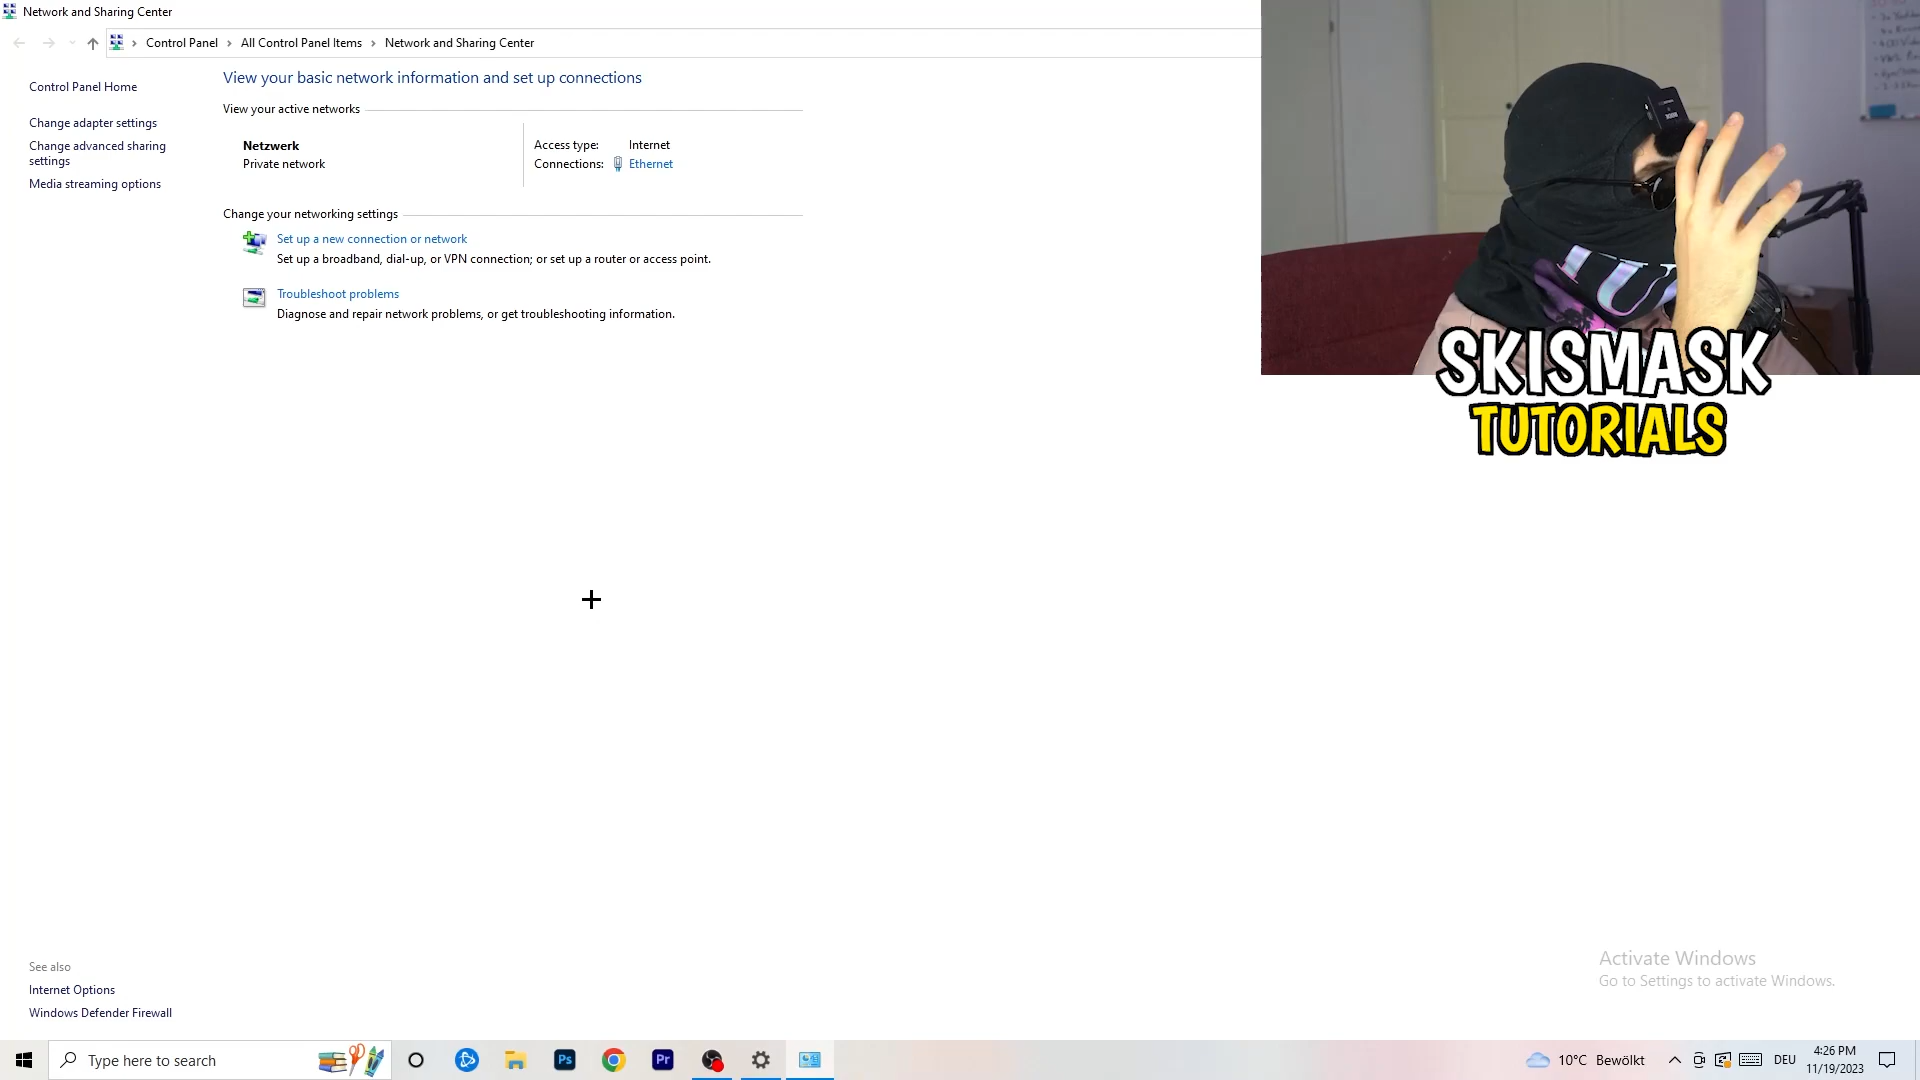 Network and Sharing Center
Control Panel > All Control Panel Items > Network and Sharing Center
Control Panel Home
Change adapter settings
Change advanced sharing
settings
Media streaming options
View your basic network information and set up connections
View your active networks
Netzwerk
Private network
Access type: Internet
Connections: Ethernet
Change your networking settings
Set up a new connection or network
Set up a broadband, dial-up, or VPN connection; or set up a router or access point.
Troubleshoot problems
Diagnose and repair network problems, or get troubleshooting information.
SKISMASK
TUTORIALS
See also
Internet Options
Windows Defender Firewall
Activate Windows
Go to Settings to activate Windows.
Type here to search
Ps
Pr
10°C Bewölkt
DEU
4:26 PM
11/19/2023